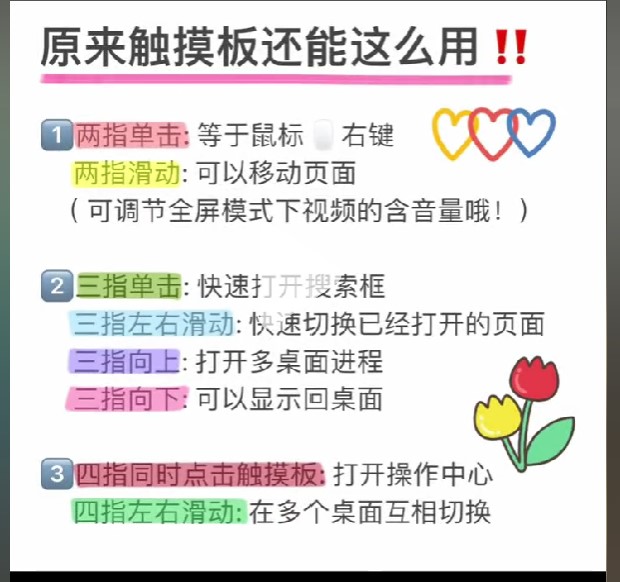 原来触摸板还能这么用‼️
1 两指单击: 等于鼠标 右键
两指滑动: 可以移动页面
( 可调节全屏模式下视频的含音量哦！)
2 三指单击: 快速打开搜索框
三指左右滑动: 快速切换已经打开的页面
三指向上: 打开多桌面进程
三指向下: 可以显示回桌面
3 四指同时点击触摸板: 打开操作中心
四指左右滑动: 在多个桌面互相切换